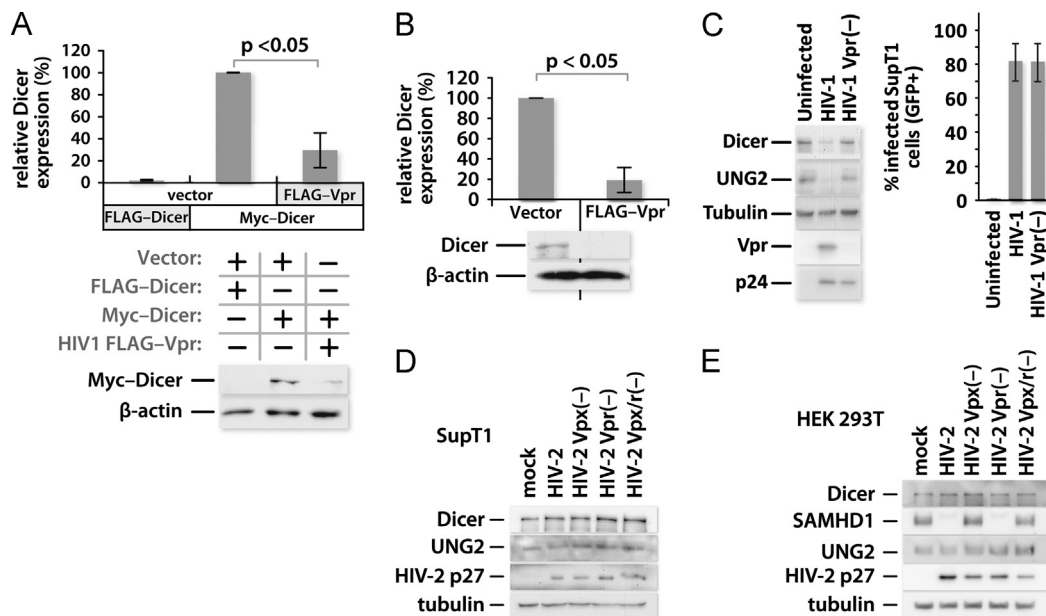 A
p <0.05
relative Dicer
expression (%)
120
100
80
60
40
20
0
vector
FLAG–Vpr
FLAG–Dicer
Myc–Dicer
Vector: + + –
FLAG–Dicer: + – –
Myc–Dicer: – + +
HIV1 FLAG–Vpr: – – +
Myc–Dicer
β-actin
B
p < 0.05
relative Dicer
expression (%)
120
100
80
60
40
20
0
Vector
FLAG–Vpr
Dicer
β-actin
C
Uninfected
HIV-1
HIV-1 Vpr(–)
Dicer
UNG2
Tubulin
Vpr
p24
% infected SupT1
cells (GFP+)
100
80
60
40
20
0
Uninfected
HIV-1
HIV-1 Vpr(–)
D
SupT1
mock
HIV-2
HIV-2 Vpx(–)
HIV-2 Vpr(–)
HIV-2 Vpx/r(–)
Dicer
UNG2
HIV-2 p27
tubulin
E
HEK 293T
mock
HIV-2
HIV-2 Vpx(–)
HIV-2 Vpr(–)
HIV-2 Vpx/r(–)
Dicer
SAMHD1
UNG2
HIV-2 p27
tubulin